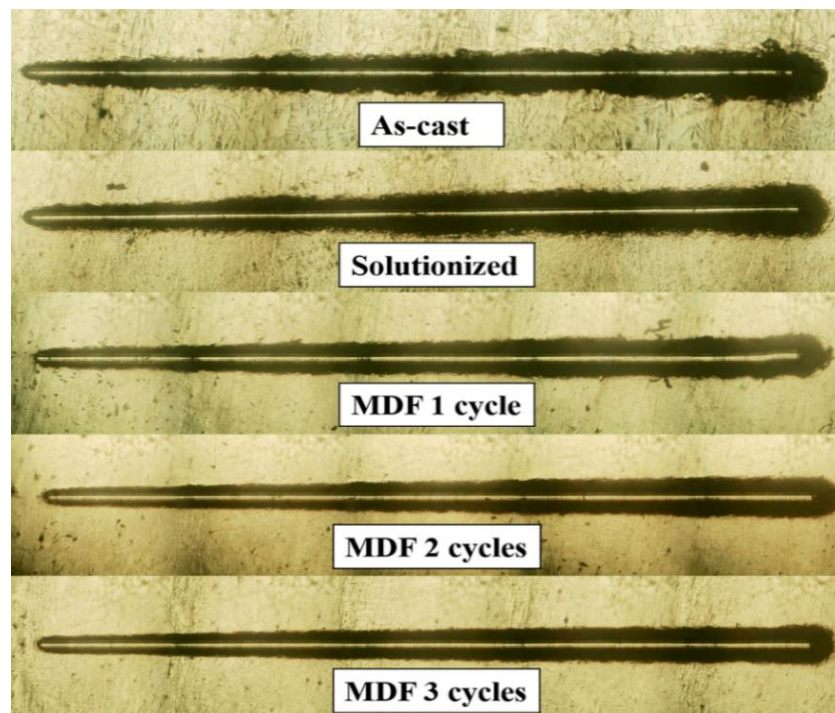 As-cast
Solutionized
MDF 1 cycle
MDF 2 cycles
MDF 3 cycles